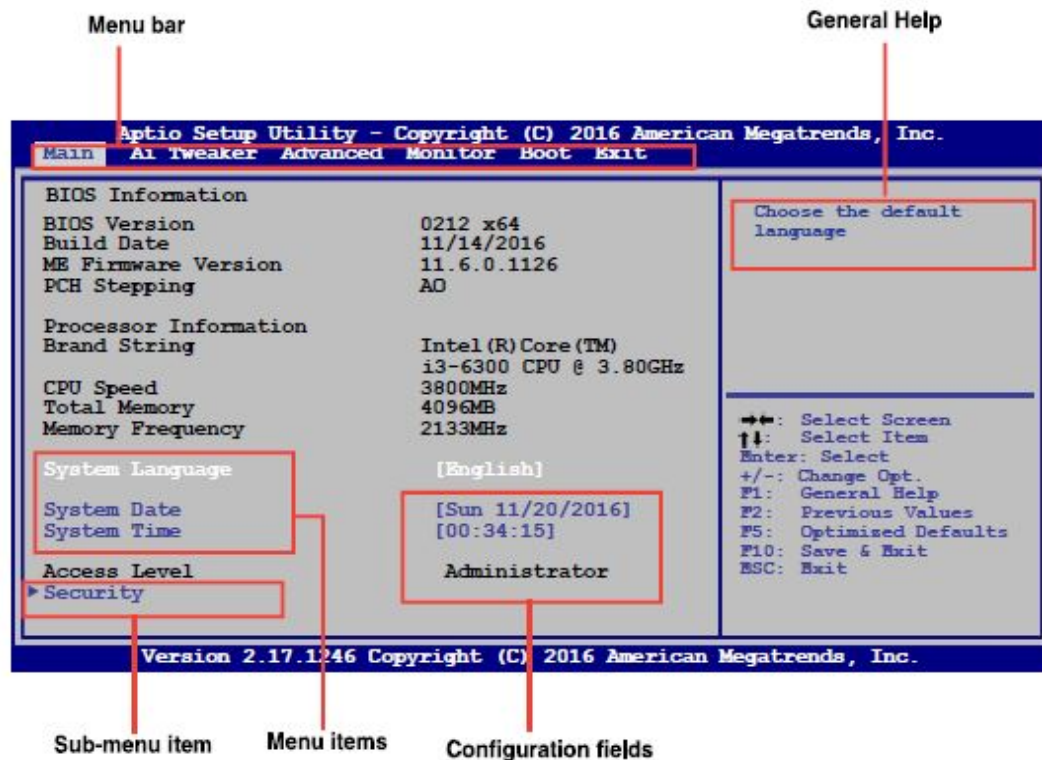 Menu bar
General Help
Aptio Setup Utility - Copyright (C) 2016 American Megatrends, Inc.
Main Ai Tweaker Advanced Monitor Boot Exit
BIOS Information
BIOS Version 0212 x64
Build Date 11/14/2016
ME Firmware Version 11.6.0.1126
PCH Stepping AO
Processor Information
Brand String Intel(R)Core(TM)
i3-6300 CPU @ 3.80GHz
CPU Speed 3800MHz
Total Memory 4096MB
Memory Frequency 2133MHz
System Language [English]
System Date [Sun 11/20/2016]
System Time [00:34:15]
Access Level Administrator
Security
Choose the default
language
→←: Select Screen
↑↓: Select Item
Enter: Select
+/-: Change Opt.
F1: General Help
F2: Previous Values
F5: Optimised Defaults
F10: Save & Exit
ESC: Exit
Version 2.17.1246 Copyright (C) 2016 American Megatrends, Inc.
Sub-menu item
Menu items
Configuration fields